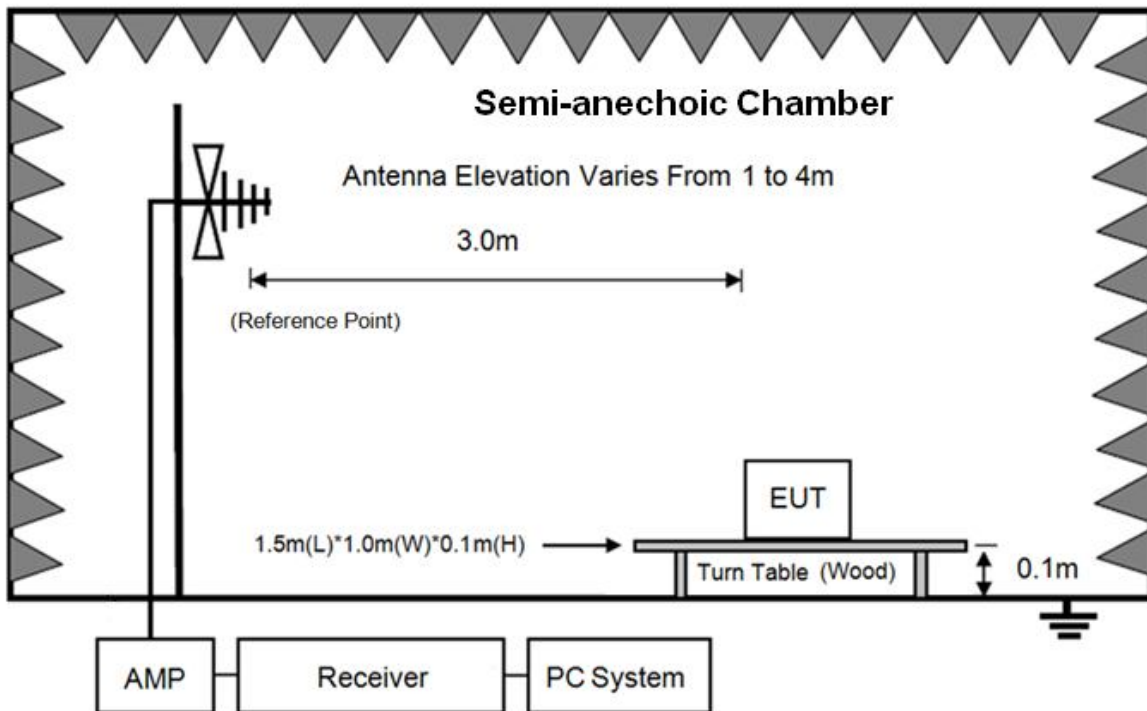 Semi-anechoic Chamber
Antenna Elevation Varies From 1 to 4m
3.0m
(Reference Point)
EUT
1.5m(L)*1.0m(W)*0.1m(H)
Turn Table (Wood)
0.1m
AMP
Receiver
PC System